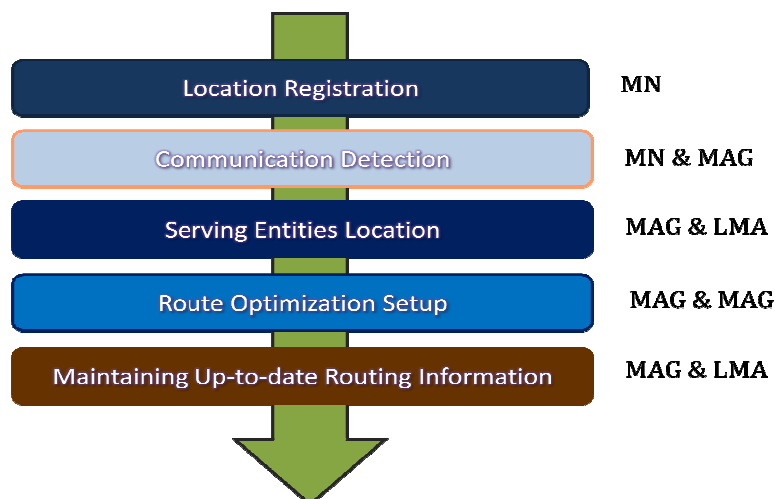 Location Registration MN
Communication Detection MN & MAG
Serving Entities Location MAG & LMA
Route Optimization Setup MAG & MAG
Maintaining Up-to-date Routing Information MAG & LMA